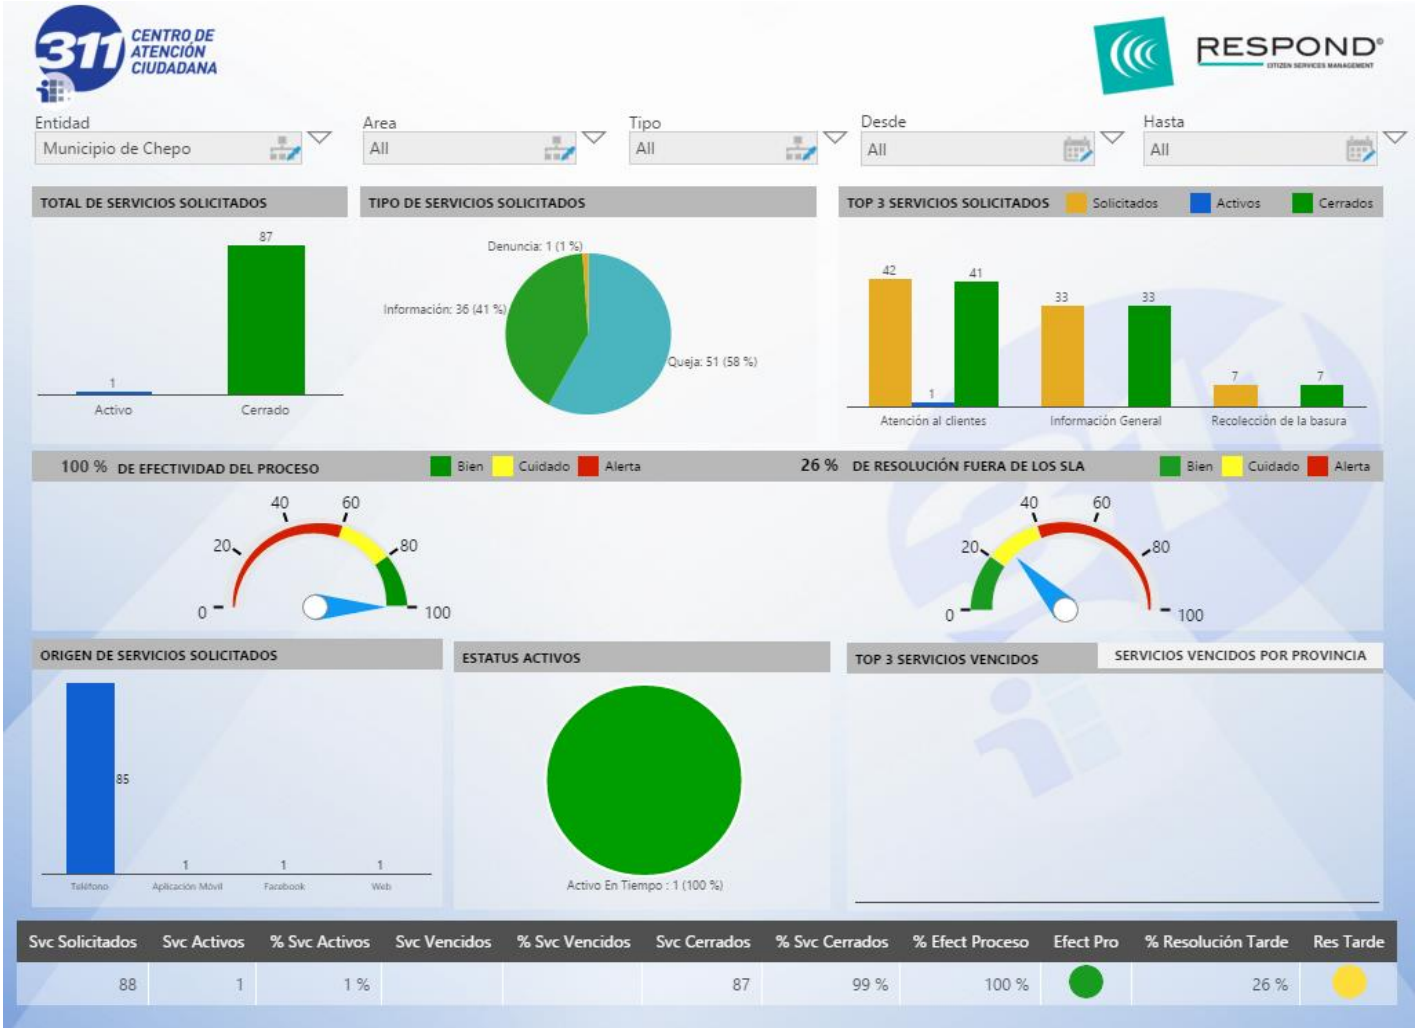 311 CENTRO DE
ATENCIÓN
CIUDADANA
RESPOND®
CITIZEN SERVICES MANAGEMENT
Entidad
Municipio de Chepo
Area
All
Tipo
All
Desde
All
Hasta
All
TOTAL DE SERVICIOS SOLICITADOS
87
1
Activo Cerrado
TIPO DE SERVICIOS SOLICITADOS
Denuncia: 1 (1 %)
Información: 36 (41 %)
Queja: 51 (58 %)
TOP 3 SERVICIOS SOLICITADOS Solicitados Activos Cerrados
42 41
33 33
7 7
1
Atención al clientes Información General Recolección de la basura
100 % DE EFECTIVIDAD DEL PROCESO Bien Cuidado Alerta
40 60
20 80
0 100
26 % DE RESOLUCIÓN FUERA DE LOS SLA Bien Cuidado Alerta
40 60
20 80
0 100
ORIGEN DE SERVICIOS SOLICITADOS
85
1 1 1
Teléfono Aplicación Móvil Facebook Web
ESTATUS ACTIVOS
Activo En Tiempo : 1 (100 %)
TOP 3 SERVICIOS VENCIDOS SERVICIOS VENCIDOS POR PROVINCIA
Svc Solicitados Svc Activos % Svc Activos Svc Vencidos % Svc Vencidos Svc Cerrados % Svc Cerrados % Efect Proceso Efect Pro % Resolución Tarde Res Tarde
88 1 1 % 87 99 % 100 % 26 %